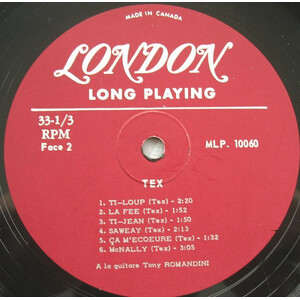 MADE IN CANADA
LONDON
LONG PLAYING
33-1/3
RPM
Face 2
MLP. 10060
TEX
1. TI-LOUP (Tex) - 2:20
2. LA FEE (Tex) - 1:52
3. TI-JEAN (Tex) - 1:50
4. SAWEAY (Tex) - 2:13
5. ÇA M'ECOEURE (Tex) - 1:32
6. McNALLY (Tex) - 3:05
A la guitare Tony ROMANDINI